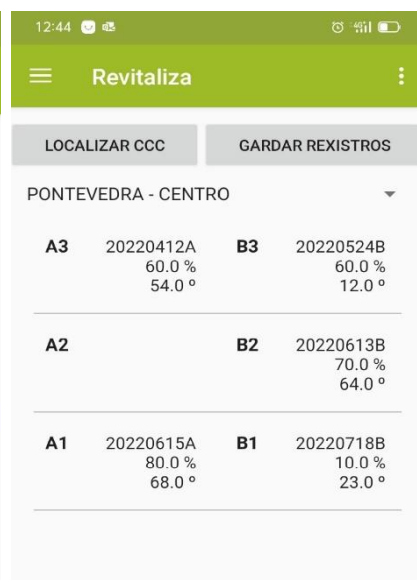 12:44
Revitaliza
LOCALIZAR CCC GARDAR REXISTROS
PONTEVEDRA - CENTRO
A3 20220412A B3 20220524B
60.0 % 60.0 %
54.0 º 12.0 º
A2 B2 20220613B
70.0 %
64.0 º
A1 20220615A B1 20220718B
80.0 % 10.0 %
68.0 º 23.0 º